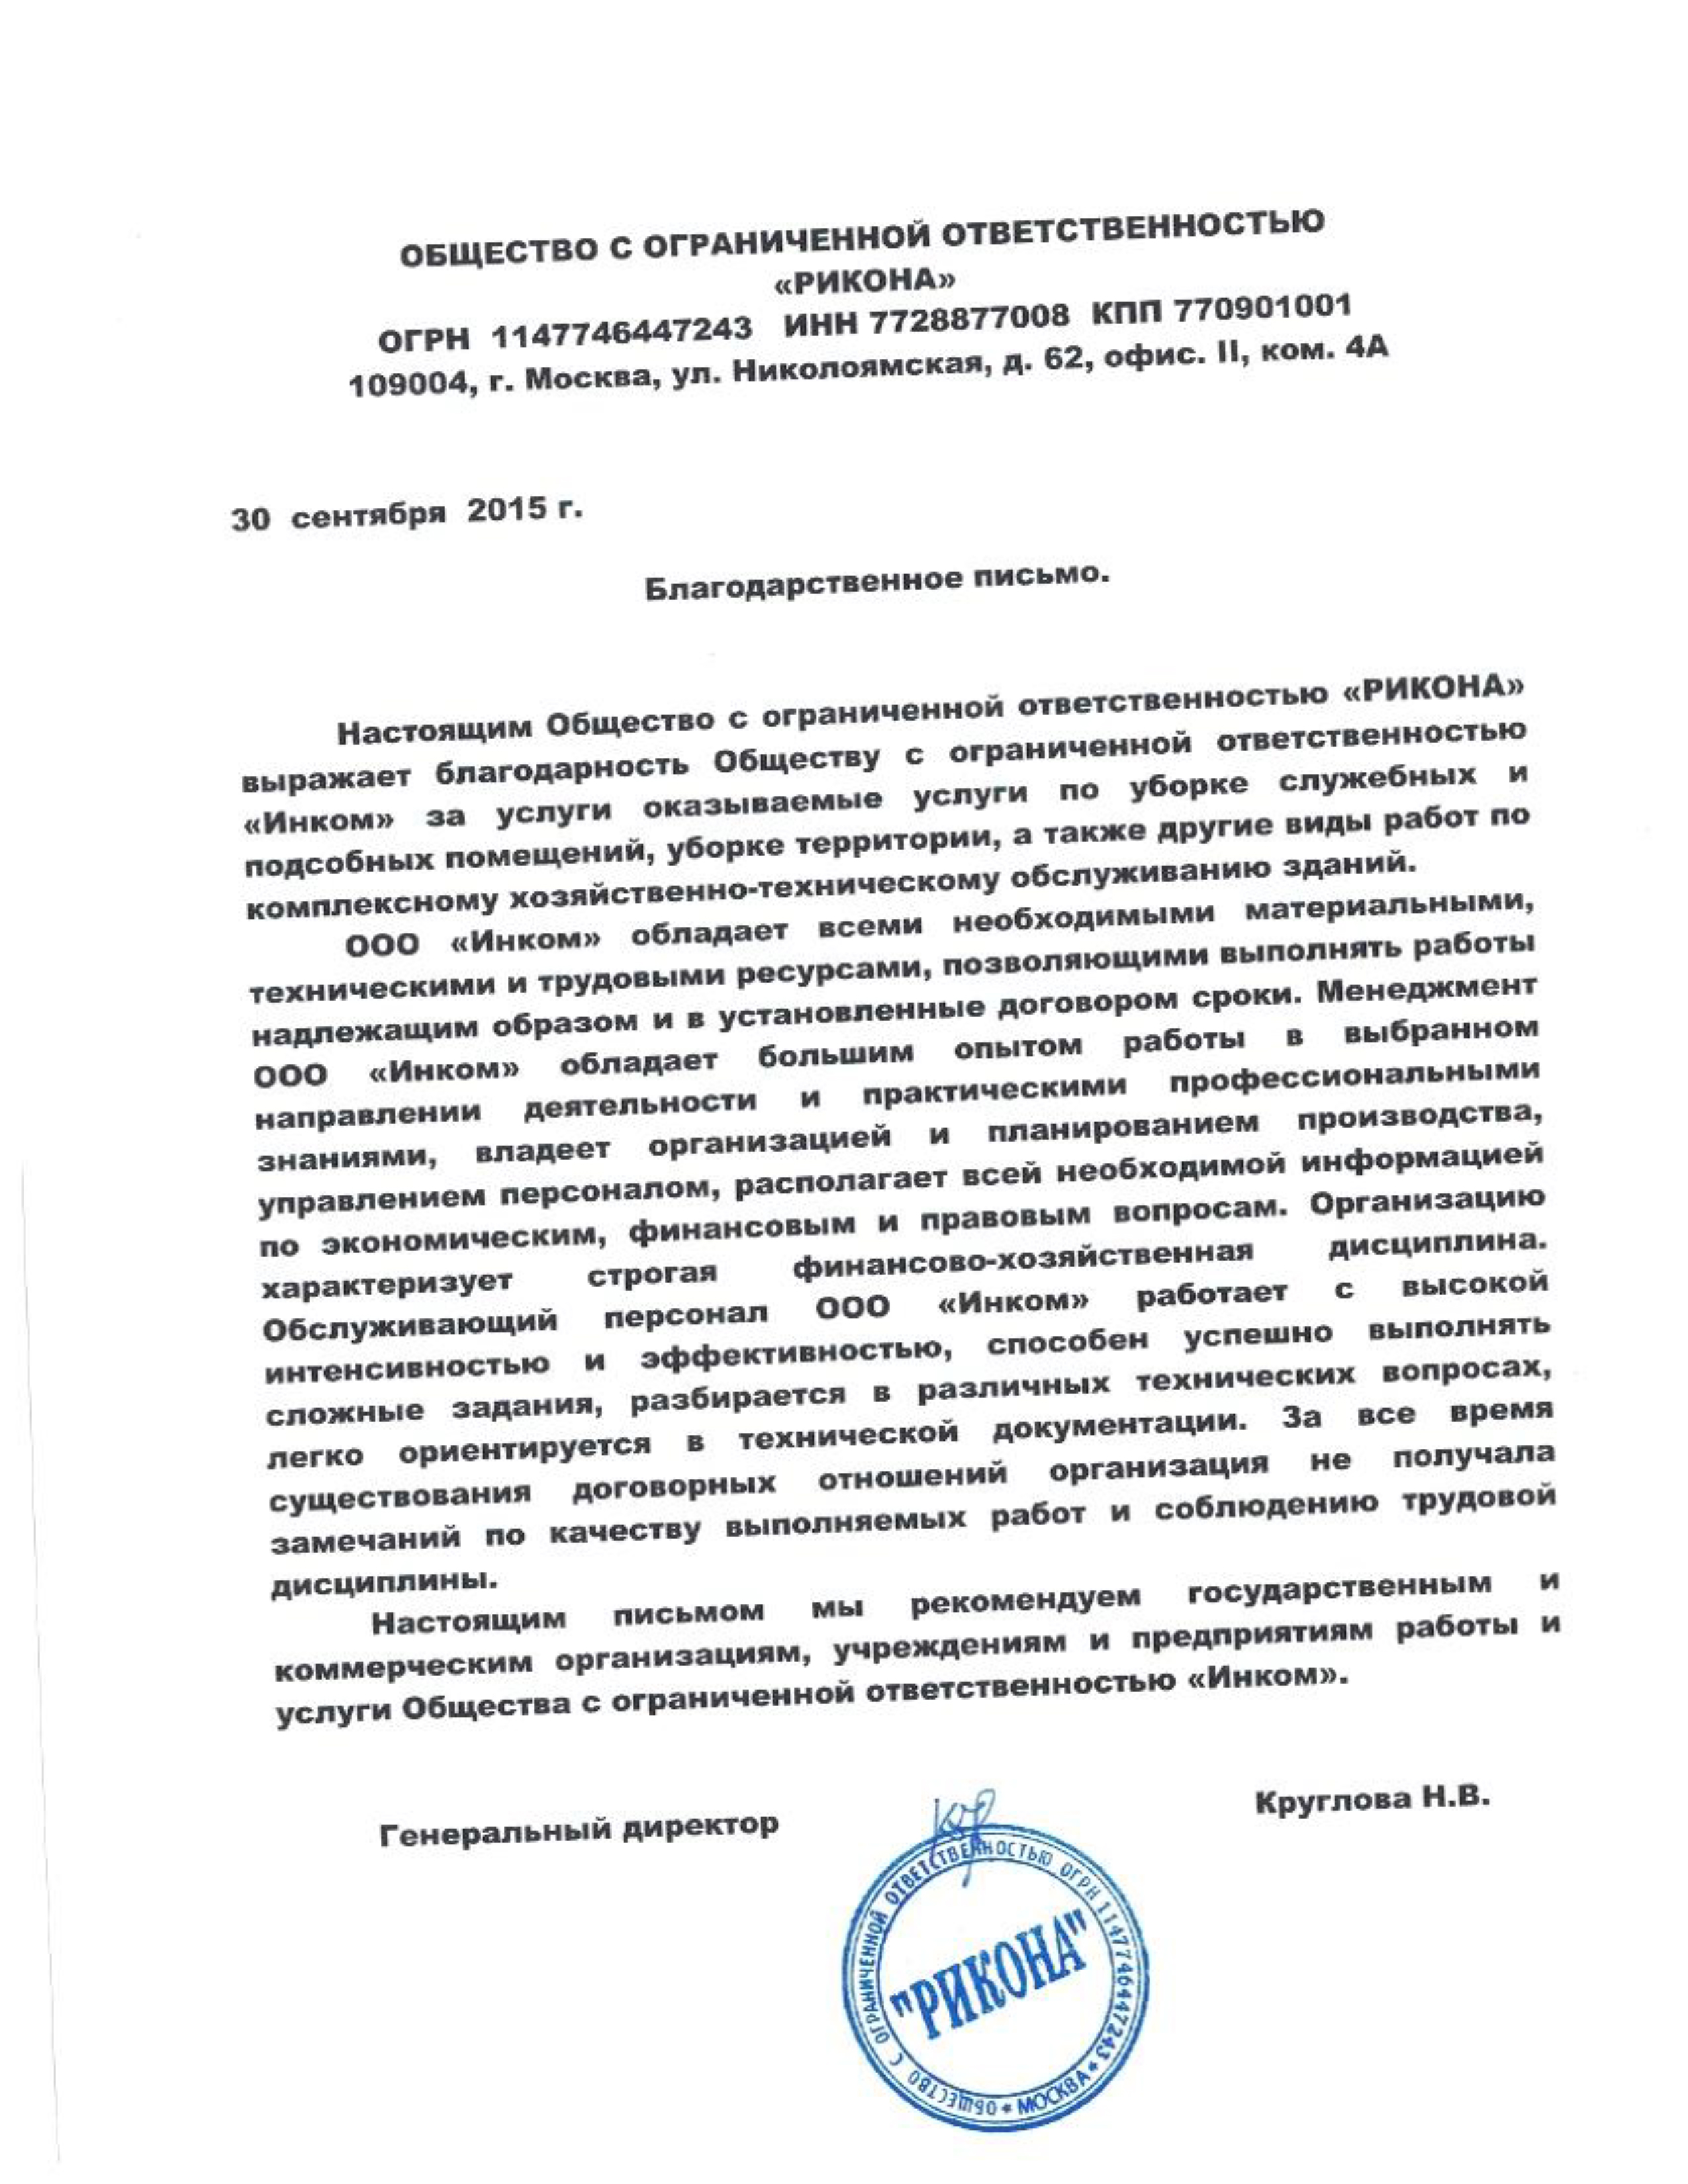 ОБЩЕСТВО С ОГРАНИЧЕННОЙ ОТВЕТСТВЕННОСТЬЮ
«РИКОНА»
ОГРН 1147746447243 ИНН 7728877008 КПП 770901001
109004, г. Москва, ул. Николоямская, д. 62, офис. II, ком. 4А
30 сентября 2015 г.
Благодарственное письмо.
Настоящим Общество с ограниченной ответственностью «РИКОНА»
выражает благодарность Обществу с ограниченной ответственностью
«Инком» за услуги оказываемые услуги по уборке служебных и
подсобных помещений, уборке территории, а также другие виды работ по
комплексному хозяйственно-техническому обслуживанию зданий.
ООО «Инком» обладает всеми необходимыми материальными,
техническими и трудовыми ресурсами, позволяющими выполнять работы
надлежащим образом и в установленные договором сроки. Менеджмент
ООО «Инком» обладает большим опытом работы в выбранном
направлении деятельности и практическими профессиональными
знаниями, владеет организацией и планированием производства,
управлением персоналом, располагает всей необходимой информацией
по экономическим, финансовым и правовым вопросам. Организацию
характеризует строгая финансово-хозяйственная дисциплина.
Обслуживающий персонал ООО «Инком» работает с высокой
интенсивностью и эффективностью, способен успешно выполнять
сложные задания, разбирается в различных технических вопросах,
легко ориентируется в технической документации. За все время
существования договорных отношений организация не получала
замечаний по качеству выполняемых работ и соблюдению трудовой
дисциплины.
Настоящим письмом мы рекомендуем государственным и
коммерческим организациям, учреждениям и предприятиям работы и
услуги Общества с ограниченной ответственностью «Инком».
Генеральный директор Круглова Н.В.
ОБЩЕСТВО С ОГРАНИЧЕННОЙ ОТВЕТСТВЕННОСТЬЮ ОГРН 1147746447243 * МОСКВА *
"РИКОНА"